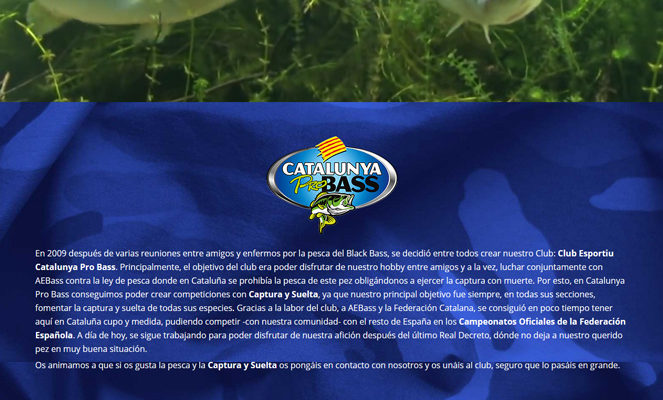 CATALUNYA
PRO BASS
En 2009 después de varias reuniones entre amigos y enfermos por la pesca del Black Bass, se decidió entre todos crear nuestro Club: Club Esportiu
Catalunya Pro Bass. Principalmente, el objetivo del club era poder disfrutar de nuestro hobby entre amigos y a la vez, luchar conjuntamente con
AEBass contra la ley de pesca donde en Cataluña se prohibía la pesca de este pez obligándonos a ejercer la captura con muerte. Por esto, en Catalunya
Pro Bass conseguimos poder crear competiciones con Captura y Suelta, ya que nuestro principal objetivo fue siempre, en todas sus secciones,
fomentar la captura y suelta de todas sus especies. Gracias a la labor del club, a AEBass y la Federación Catalana, se consiguió en poco tiempo tener
aquí en Cataluña cupo y medida, pudiendo competir -con nuestra comunidad- con el resto de España en los Campeonatos Oficiales de la Federación
Española. A día de hoy, se sigue trabajando para poder disfrutar de nuestra afición después del último Real Decreto, dónde no deja a nuestro querido
pez en muy buena situación.
Os animamos a que si os gusta la pesca y la Captura y Suelta os pongáis en contacto con nosotros y os unáis al club, seguro que lo pasáis en grande.